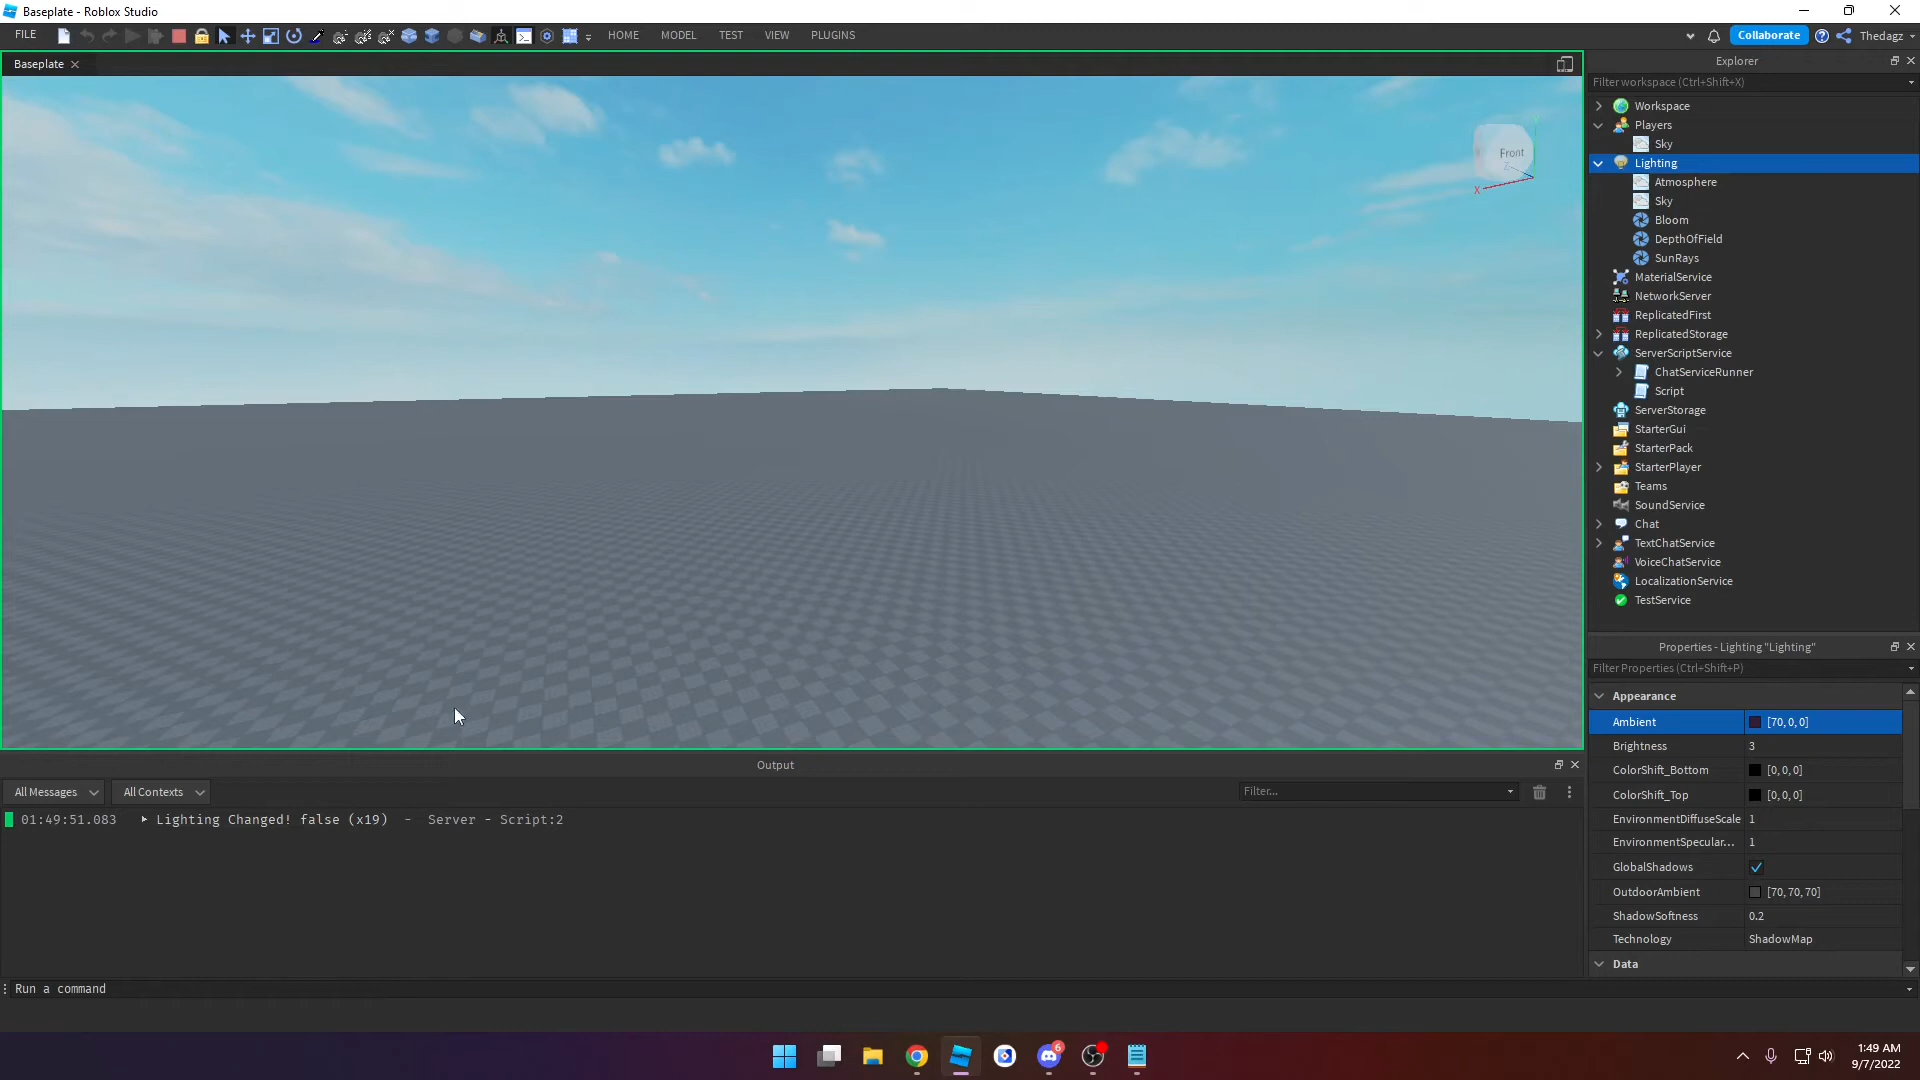 Baseplate - Roblox Studio
FILE
HOME
MODEL
TEST
VIEW
PLUGINS
Collaborate
Thedagz
Baseplate
Front
X
Z
Explorer
Filter workspace (Ctrl+Shift+X)
Workspace
Players
Sky
Lighting
Atmosphere
Sky
Bloom
DepthOfField
SunRays
MaterialService
NetworkServer
ReplicatedFirst
ReplicatedStorage
ServerScriptService
ChatServiceRunner
Script
ServerStorage
StarterGui
StarterPack
StarterPlayer
Teams
SoundService
Chat
TextChatService
VoiceChatService
LocalizationService
TestService
Properties - Lighting "Lighting"
Filter Properties (Ctrl+Shift+P)
Appearance
Ambient [70, 0, 0]
Brightness 3
ColorShift_Bottom [0, 0, 0]
ColorShift_Top [0, 0, 0]
EnvironmentDiffuseScale 1
EnvironmentSpecular... 1
GlobalShadows
OutdoorAmbient [70, 70, 70]
ShadowSoftness 0.2
Technology ShadowMap
Data
Output
All Messages
All Contexts
Filter...
01:49:51.083 Lighting Changed! false (x19) - Server - Script:2
Run a command
6
1:49 AM
9/7/2022